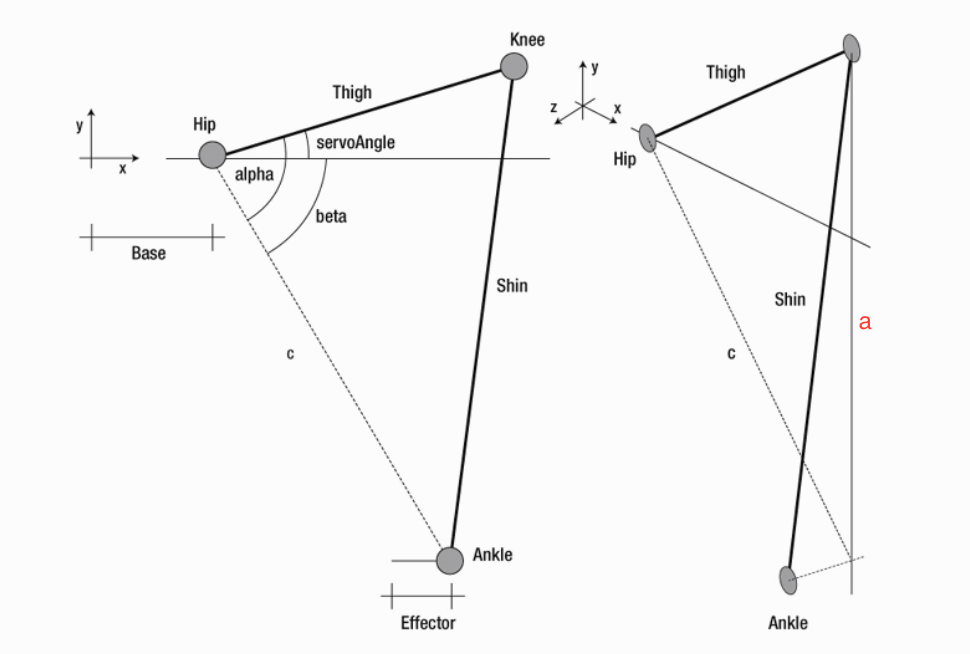 Knee
Thigh
Hip
servoAngle
y
x
alpha
beta
Base
Shin
c
Ankle
Effector
y
z
x
Thigh
Hip
Shin
a
c
Ankle